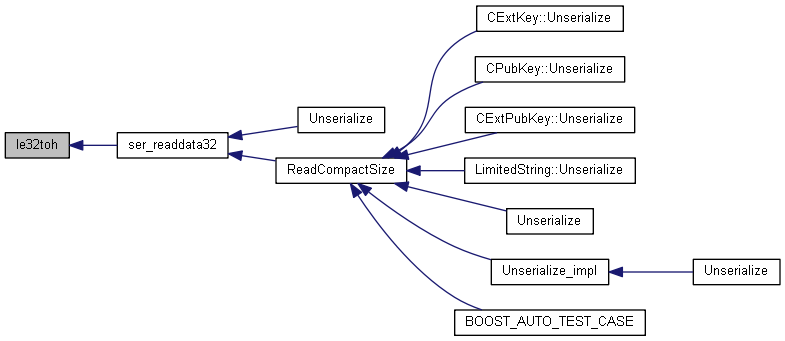 CExtKey::Unserialize
CPubKey::Unserialize
Unserialize
CExtPubKey::Unserialize
le32toh
ser_readdata32
ReadCompactSize
LimitedString::Unserialize
Unserialize
Unserialize_impl
Unserialize
BOOST_AUTO_TEST_CASE